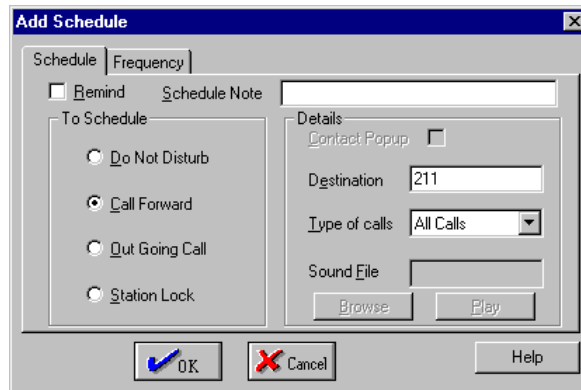 Add Schedule
Schedule Frequency
Remind Schedule Note
To Schedule
Do Not Disturb
Call Forward
Out Going Call
Station Lock
Details
Contact Popup
Destination 211
Type of calls All Calls
Sound File
Browse Play
OK Cancel Help